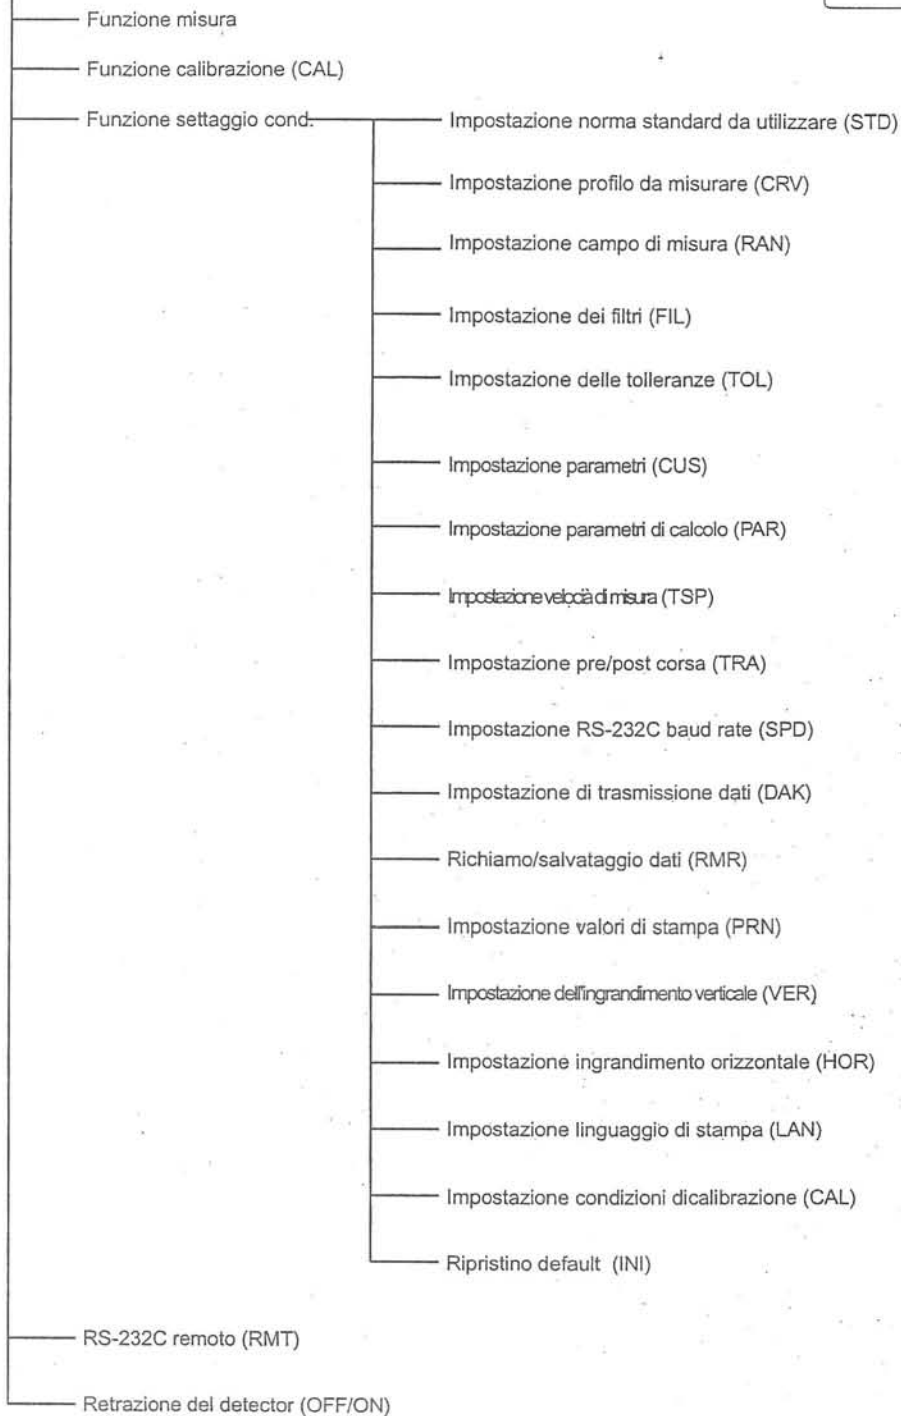 Funzione misura
Funzione calibrazione (CAL)
Funzione settaggio cond.
Impostazione norma standard da utilizzare (STD)
Impostazione profilo da misurare (CRV)
Impostazione campo di misura (RAN)
Impostazione dei filtri (FIL)
Impostazione delle tolleranze (TOL)
Impostazione parametri (CUS)
Impostazione parametri di calcolo (PAR)
Impostazione velocià di misura (TSP)
Impostazione pre/post corsa (TRA)
Impostazione RS-232C baud rate (SPD)
Impostazione di trasmissione dati (DAK)
Richiamo/salvataggio dati (RMR)
Impostazione valori di stampa (PRN)
Impostazione dell'ingrandimento verticale (VER)
Impostazione ingrandimento orizzontale (HOR)
Impostazione linguaggio di stampa (LAN)
Impostazione condizioni dicalibrazione (CAL)
Ripristino default (INI)
RS-232C remoto (RMT)
Retrazione del detector (OFF/ON)